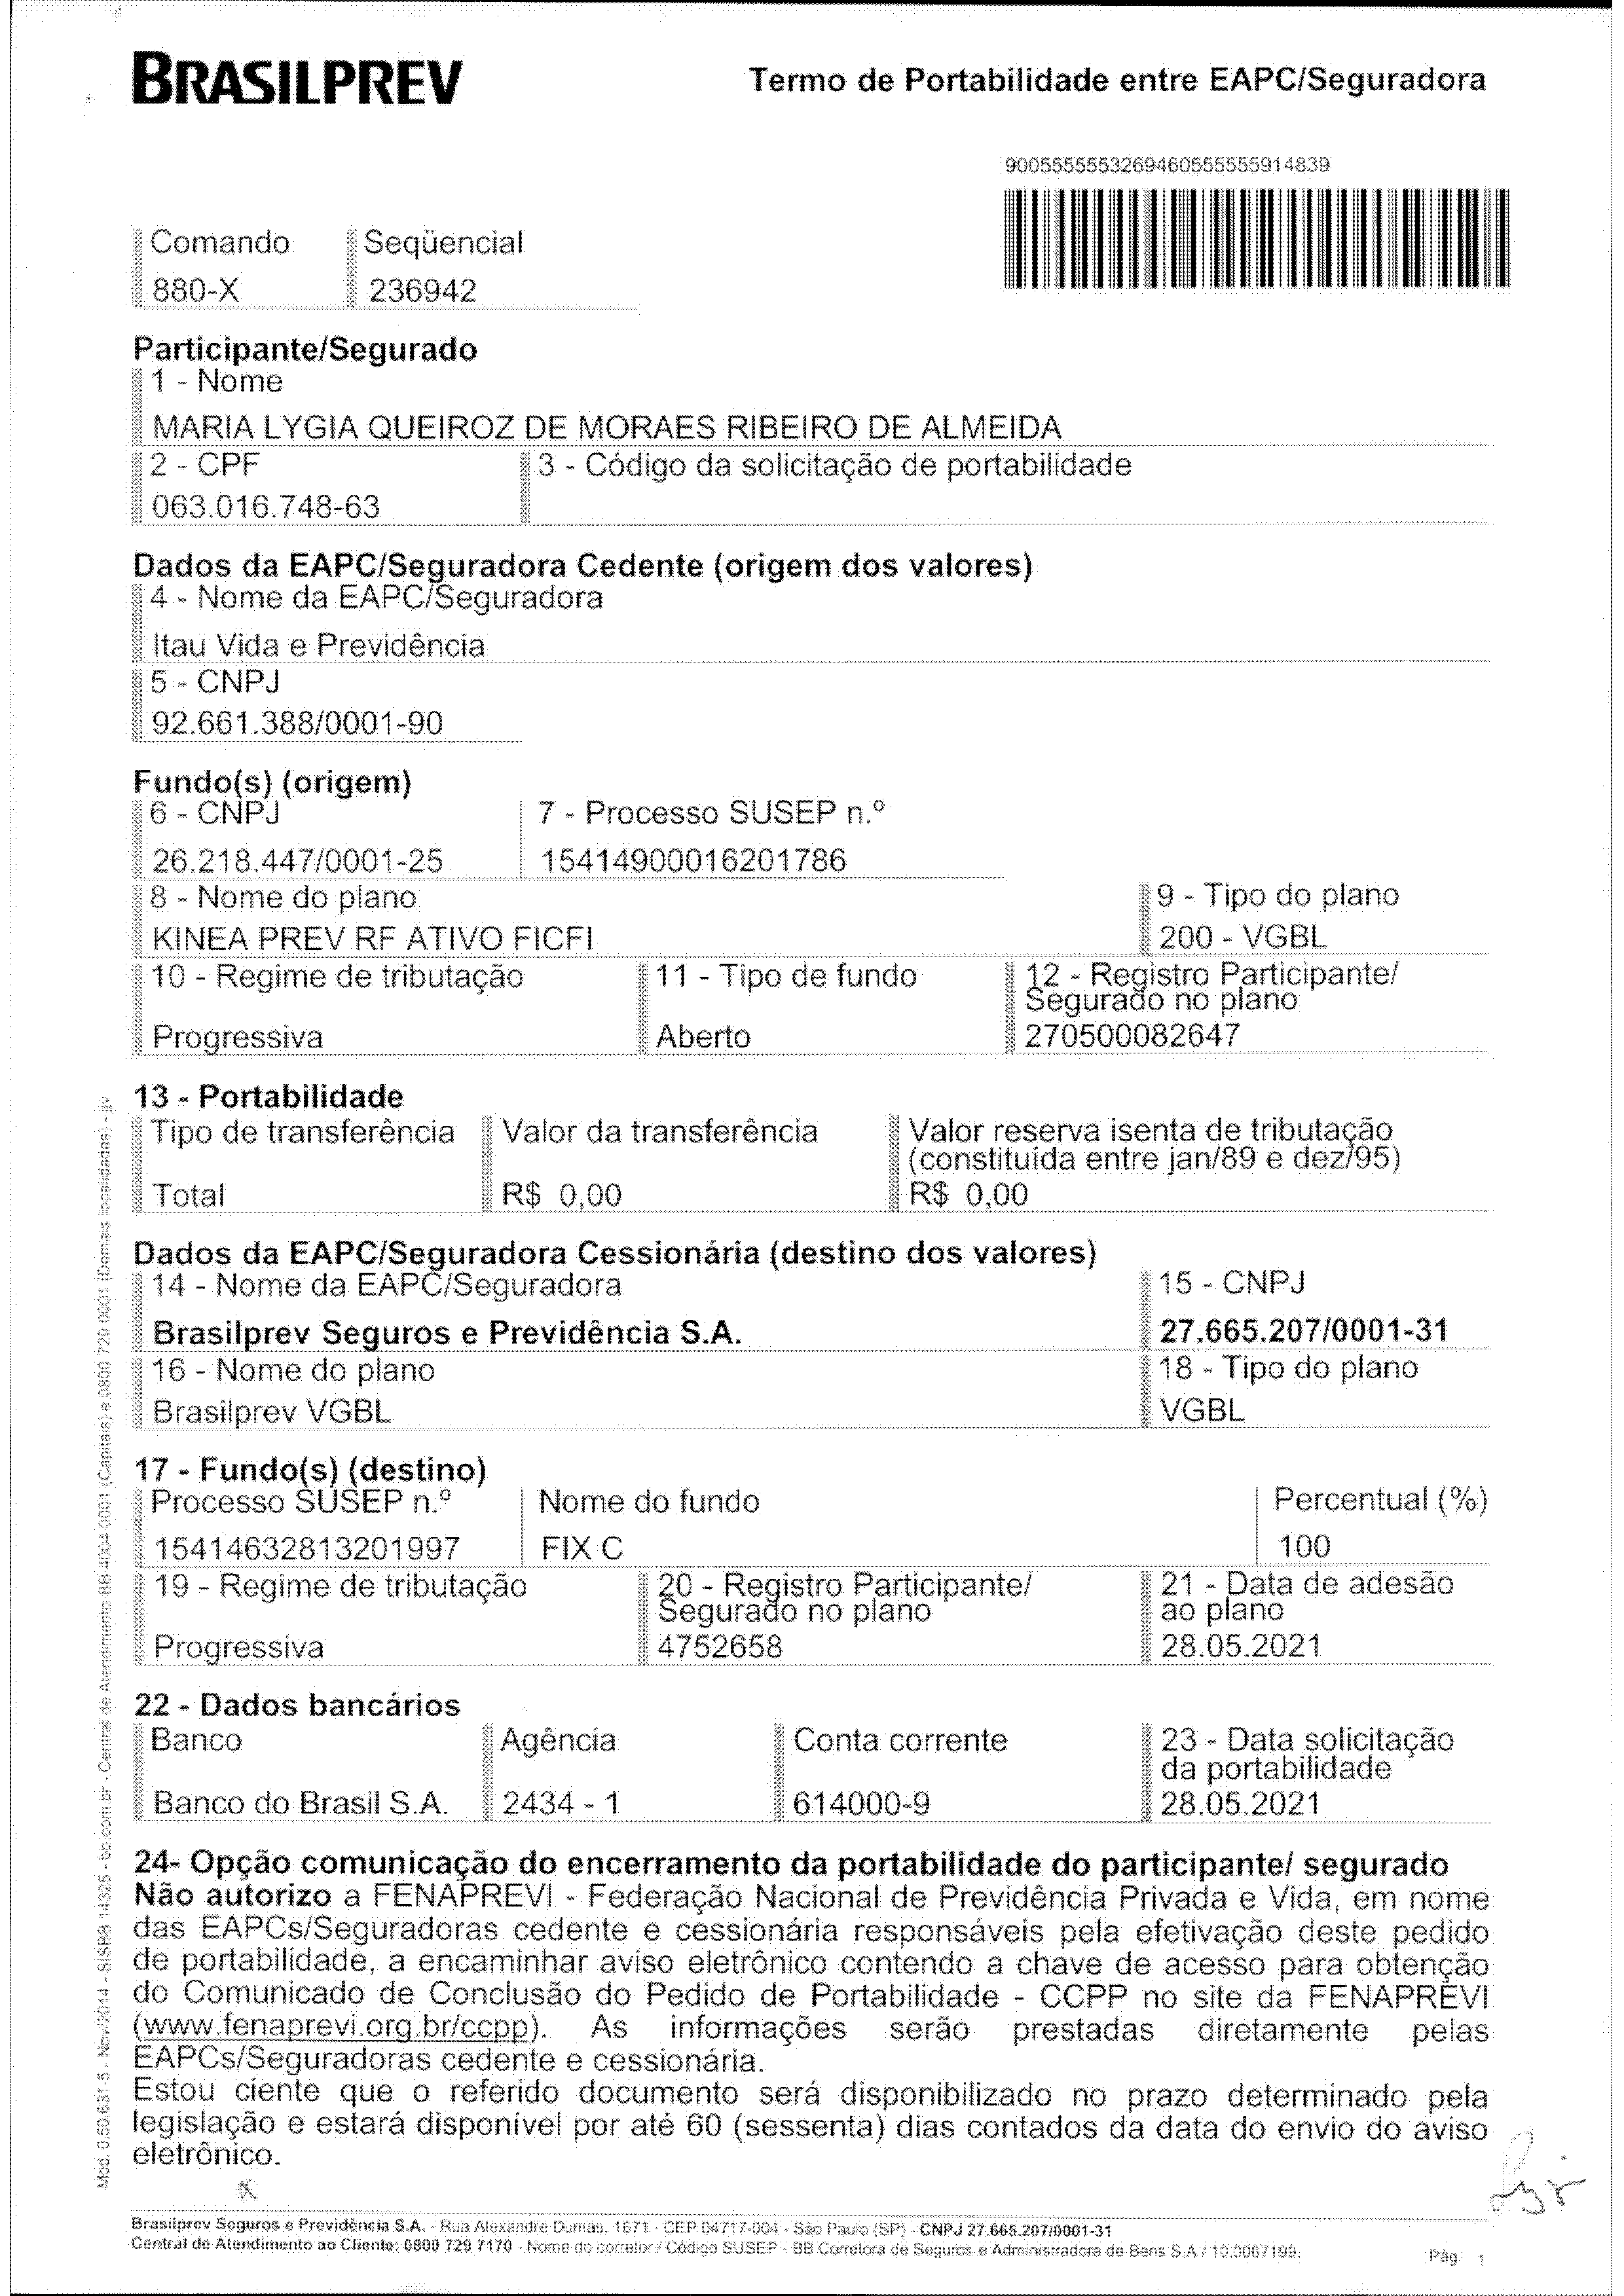 BRASILPREV
Termo de Portabilidade entre EAPC/Seguradora
9005555553269460555555914839
Comando Seqüencial
880-X 236942
Participante/Segurado
1 - Nome
MARIA LYGIA QUEIROZ DE MORAES RIBEIRO DE ALMEIDA
2 - CPF 3 - Código da solicitação de portabilidade
063.016.748-63
Dados da EAPC/Seguradora Cedente (origem dos valores)
4 - Nome da EAPC/Seguradora
Itau Vida e Previdência
5 - CNPJ
92.661.388/0001-90
Fundo(s) (origem)
6 - CNPJ 7 - Processo SUSEP n.º
26.218.447/0001-25 15414900016201786
8 - Nome do plano 9 - Tipo do plano
KINEA PREV RF ATIVO FICFI 200 - VGBL
10 - Regime de tributação 11 - Tipo de fundo 12 - Registro Participante/
Segurado no plano
Progressiva Aberto 270500082647
13 - Portabilidade
Tipo de transferência Valor da transferência Valor reserva isenta de tributação
(constituída entre jan/89 e dez/95)
Total R$ 0,00 R$ 0,00
Dados da EAPC/Seguradora Cessionária (destino dos valores)
14 - Nome da EAPC/Seguradora 15 - CNPJ
Brasilprev Seguros e Previdência S.A. 27.665.207/0001-31
16 - Nome do plano 18 - Tipo do plano
Brasilprev VGBL VGBL
17 - Fundo(s) (destino)
Processo SUSEP n.º Nome do fundo Percentual (%)
15414632813201997 FIX C 100
19 - Regime de tributação 20 - Registro Participante/ 21 - Data de adesão
Segurado no plano ao plano
Progressiva 4752658 28.05.2021
22 - Dados bancários
Banco Agência Conta corrente 23 - Data solicitação
da portabilidade
Banco do Brasil S.A. 2434 - 1 614000-9 28.05.2021
24- Opção comunicação do encerramento da portabilidade do participante/ segurado
Não autorizo a FENAPREVI - Federação Nacional de Previdência Privada e Vida, em nome
das EAPCs/Seguradoras cedente e cessionária responsáveis pela efetivação deste pedido
de portabilidade, a encaminhar aviso eletrônico contendo a chave de acesso para obtenção
do Comunicado de Conclusão do Pedido de Portabilidade - CCPP no site da FENAPREVI
(www.fenaprevi.org.br/ccpp). As informações serão prestadas diretamente pelas
EAPCs/Seguradoras cedente e cessionária.
Estou ciente que o referido documento será disponibilizado no prazo determinado pela
legislação e estará disponível por até 60 (sessenta) dias contados da data do envio do aviso
eletrônico.
Mod. 0.50.631-5 - Nov/2014 - SISBB 14325 - bb.com.br - Central de Atendimento BB 4004 0001 (Capitais) e 0800 729 0001 (Demais localidades) - jjv
Brasilprev Seguros e Previdência S.A. - Rua Alexandre Dumas, 1671 - CEP 04717-004 - São Paulo (SP) - CNPJ 27.665.207/0001-31
Central de Atendimento ao Cliente: 0800 729 7170 - Nome do corretor / Código SUSEP - BB Corretora de Seguros e Administradora de Bens S.A / 10.0067199.
Pág 1